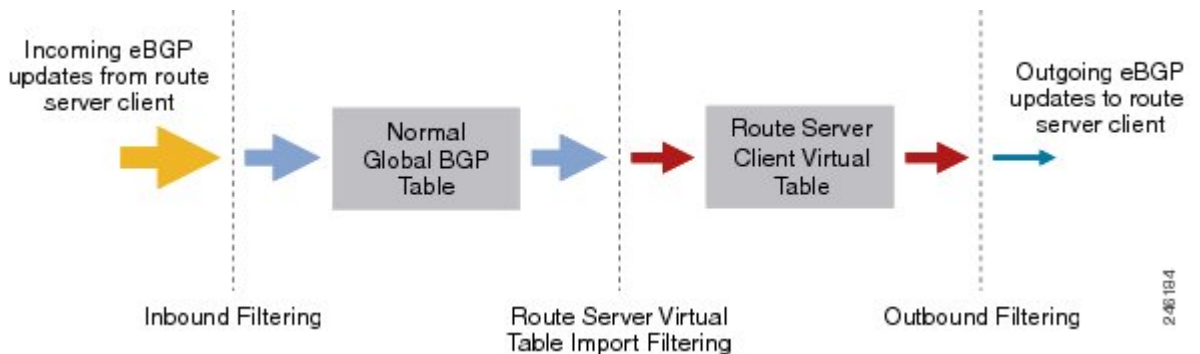 Incoming eBGP
updates from route
server client
Normal
Global BGP
Table
Route Server
Client Virtual
Table
Outgoing eBGP
updates to route
server client
Inbound Filtering
Route Server Virtual
Table Import Filtering
Outbound Filtering
246184